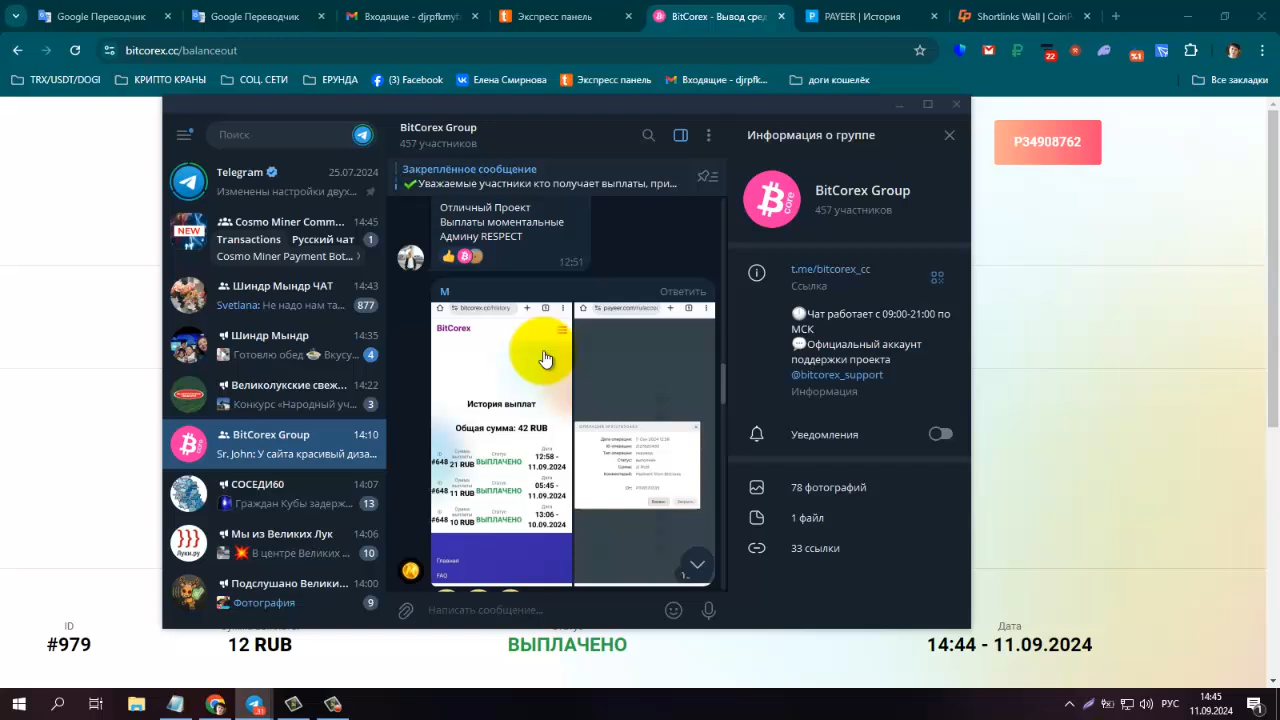 Google Переводчик
Google Переводчик
Входящие - djrpfkmyt
Экспресс панель
BitCorex - Вывод сред
PAYEER | История
Shortlinks Wall | CoinP
bitcorex.cc/balanceout
22
%1
TRX/USDT/DOGI
КРИПТО КРАНЫ
СОЦ. СЕТИ
ЕРУНДА
(3) Facebook
Елена Смирнова
Экспресс панель
Входящие - djrpfk...
доги кошелёк
Все закладки
P34908762
Поиск
Telegram
25.07.2024
Изменены настройки двух...
NEW
Cosmo Miner Comm...
14:45
Transactions
Русский чат
1
Cosmo Miner Payment Bot...
Шиндр Мындр ЧАТ
14:43
Svetlana: Не надо нам та...
877
Шиндр Мындр
14:35
Готовлю обед
Вкусу...
4
Великолукские свеж...
14:22
Конкурс «Народный уч...
3
BitCorex Group
14:10
Dr_John: У сайта красивый диза...
СОСЕДИ60
14:07
Граждан Кубы задерж...
13
Мы из Великих Лук
14:06
Луки.ру
В центре Великих ...
10
Подслушано Велики...
14:00
Фотография
9
BitCorex Group
457 участников
Закреплённое сообщение
Уважаемые участники кто получает выплаты, при...
Отличный Проект
Выплаты моментальные
Админу RESPECT
12:51
M
Ответить
bitcorex.cc/history
BitCorex
История выплат
Общая сумма: 42 RUB
#648
21 RUB
ВЫПЛАЧЕНО
12:58 -
11.09.2024
#648
11 RUB
ВЫПЛАЧЕНО
05:45 -
11.09.2024
#648
10 RUB
ВЫПЛАЧЕНО
13:06 -
10.09.2024
Главная
FAQ
Написать сообщение...
Информация о группе
core
BitCorex Group
457 участников
t.me/bitcorex_cc
Ссылка
Чат работает с 09:00-21:00 по
МСК
Официальный аккаунт
поддержки проекта
@bitcorex_support
Информация
Уведомления
78 фотографий
1 файл
33 ссылки
ID
Дата
#979
12 RUB
ВЫПЛАЧЕНО
14:44 - 11.09.2024
РУС
14:45
11.09.2024